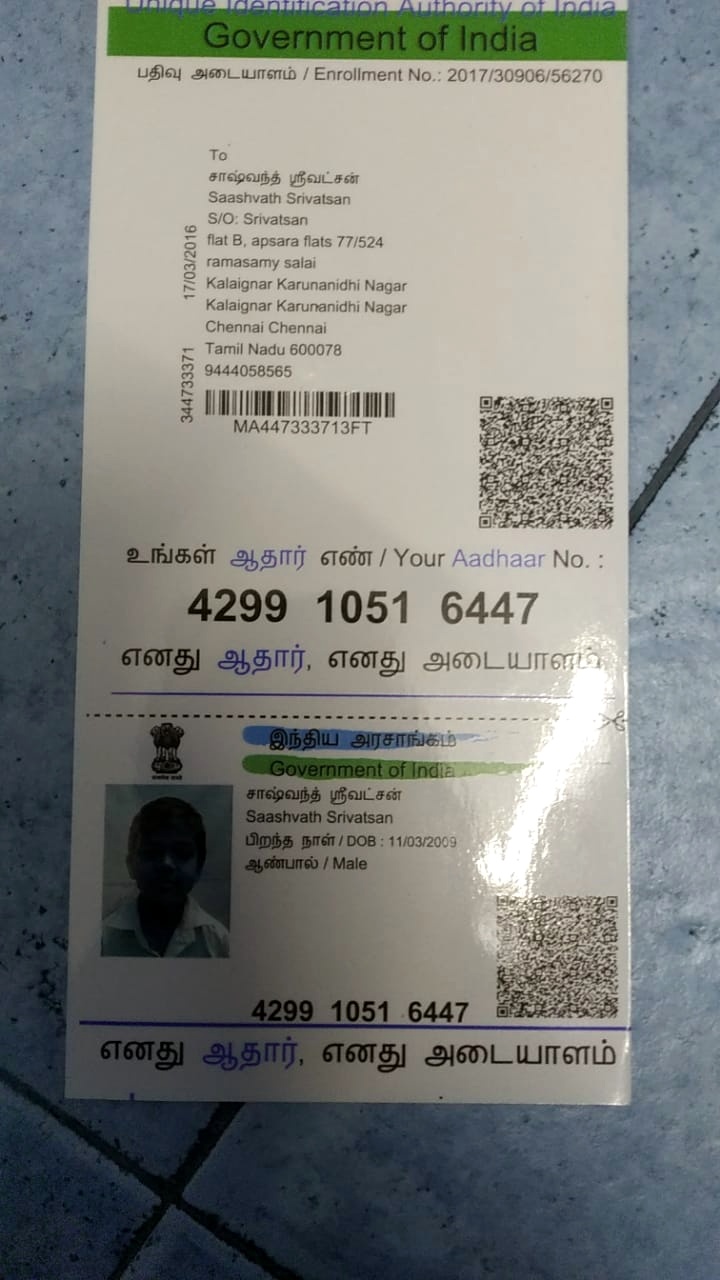 Unique Identification Authority of India
Government of India
பதிவு அடையாளம் / Enrollment No.: 2017/30906/56270
To
சாஷ்வந்த் ஸ்ரீவட்சன்
Saashvath Srivatsan
S/O: Srivatsan
flat B, apsara flats 77/524
ramasamy salai
Kalaignar Karunanidhi Nagar
Kalaignar Karunanidhi Nagar
Chennai Chennai
Tamil Nadu 600078
9444058565
344733371 17/03/2016
MA447333713FT
உங்கள் ஆதார் எண் / Your Aadhaar No. :
4299 1051 6447
எனது ஆதார், எனது அடையாளம்
இந்திய அரசாங்கம்
Government of India
சாஷ்வந்த் ஸ்ரீவட்சன்
Saashvath Srivatsan
பிறந்த நாள் / DOB : 11/03/2009
ஆண்பால் / Male
4299 1051 6447
எனது ஆதார், எனது அடையாளம்